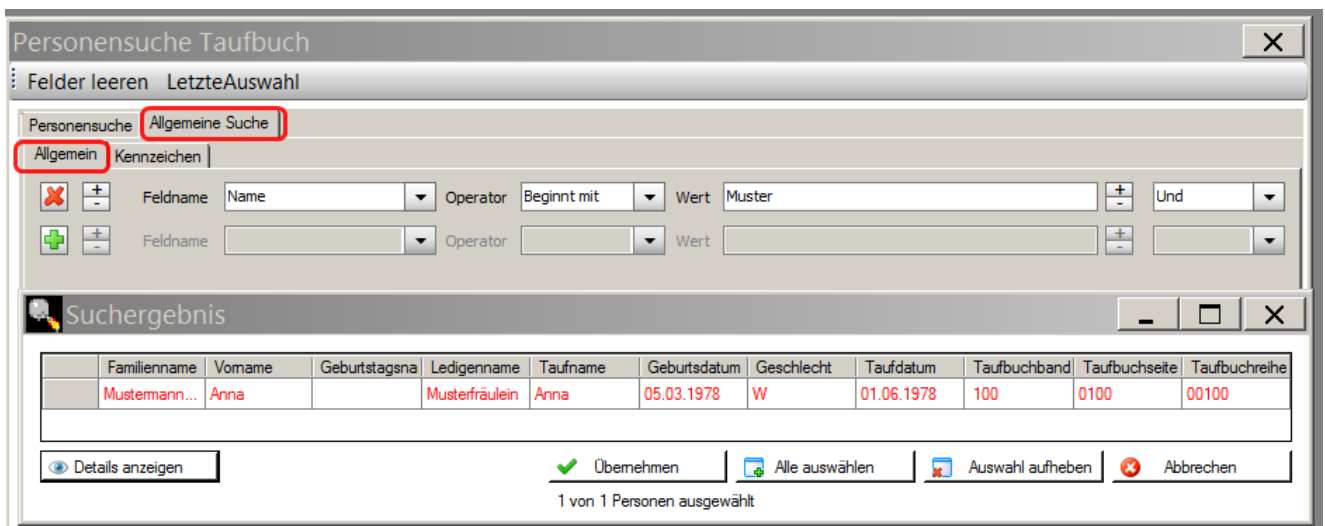 Personensuche Taufbuch
Felder leeren LetzteAuswahl
Personensuche Allgemeine Suche
Allgemein Kennzeichen
+ - Feldname Name Operator Beginnt mit Wert Muster + - Und
+ - Feldname Operator Wert + -
Suchergebnis
Familienname Vorname Geburtstagsna Ledigenname Taufname Geburtsdatum Geschlecht Taufdatum Taufbuchband Taufbuchseite Taufbuchreihe
Mustermann... Anna Musterfräulein Anna 05.03.1978 W 01.06.1978 100 0100 00100
Details anzeigen Übernehmen Alle auswählen Auswahl aufheben Abbrechen
1 von 1 Personen ausgewählt